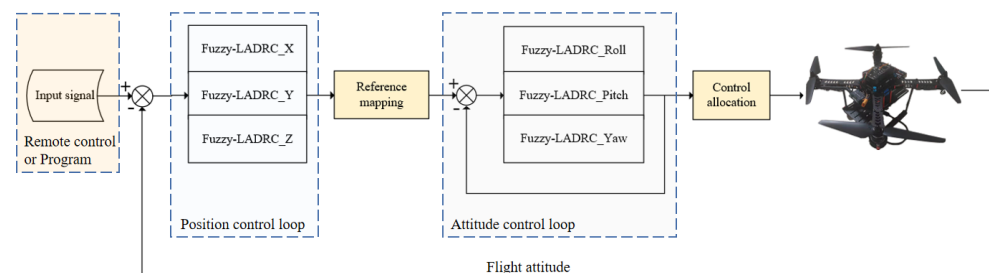 Input signal
+
-
Remote control
or Program
Fuzzy-LADRC_X
Fuzzy-LADRC_Y
Fuzzy-LADRC_Z
Position control loop
Reference
mapping
+
-
Fuzzy-LADRC_Roll
Fuzzy-LADRC_Pitch
Fuzzy-LADRC_Yaw
Attitude control loop
Control
allocation
Flight attitude